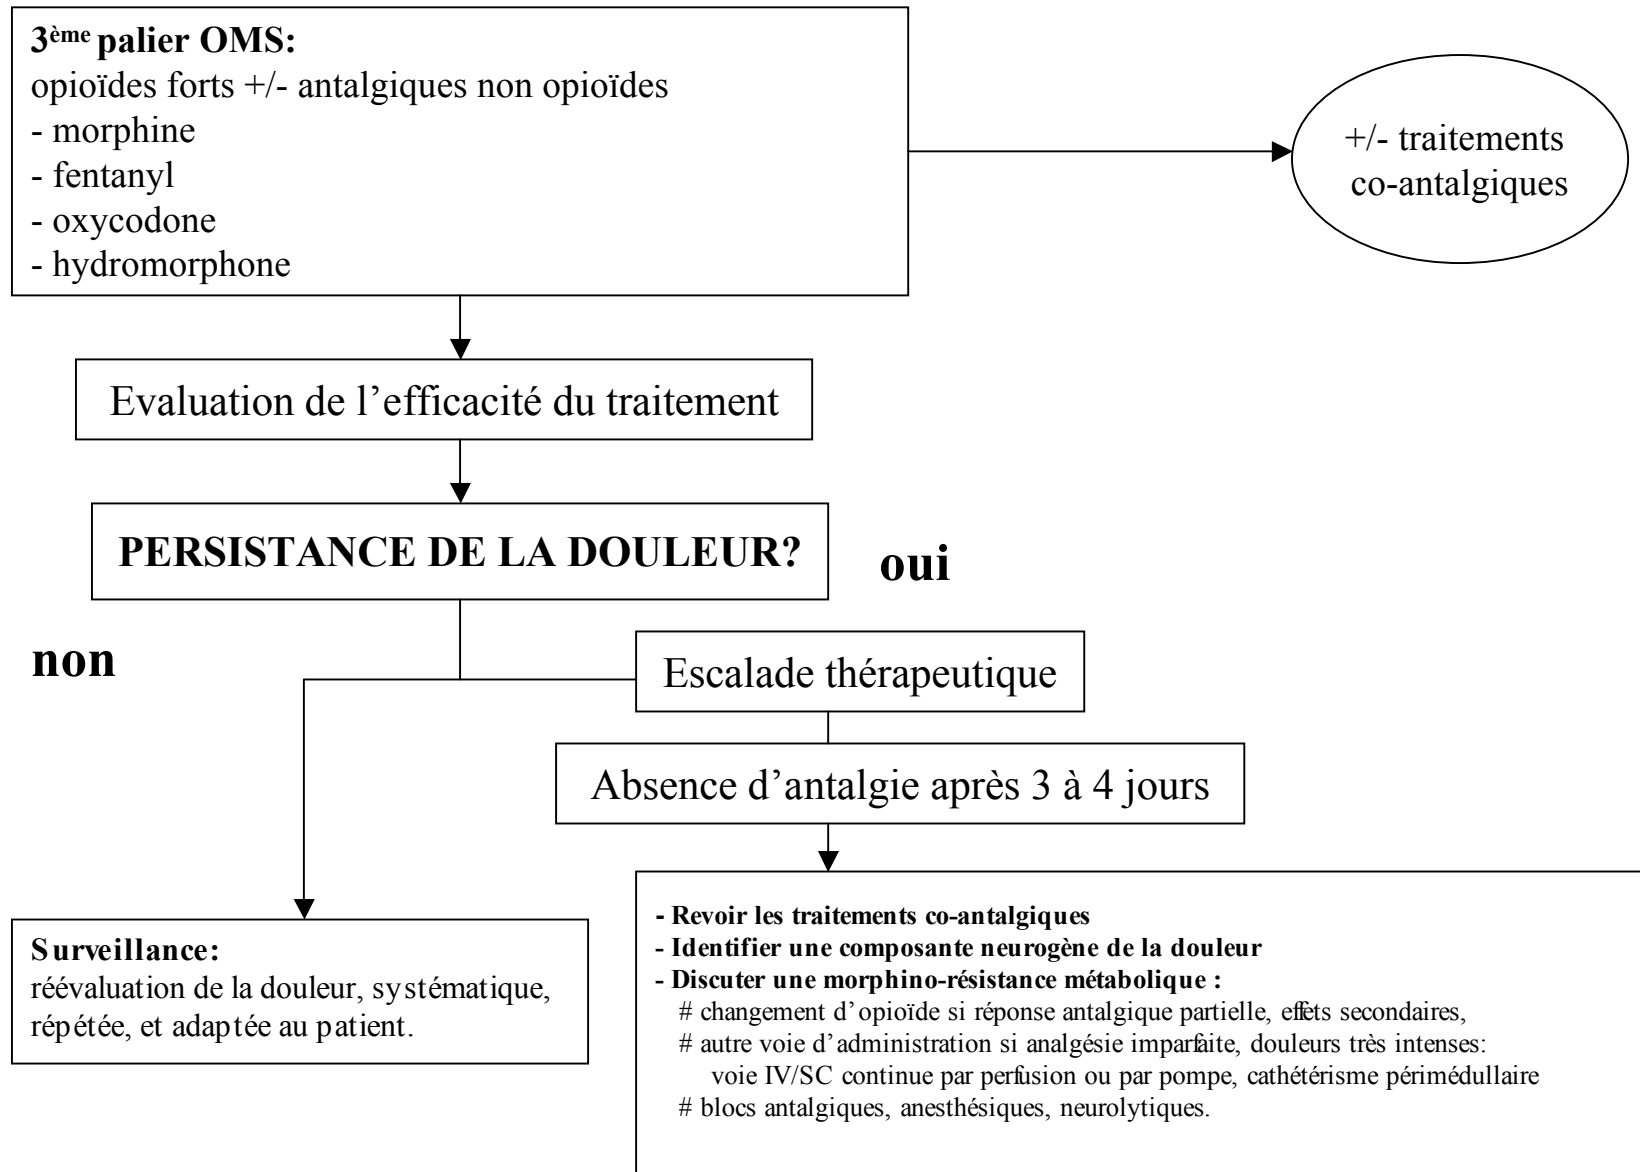 3ème palier OMS:
opioïdes forts +/- antalgiques non opioïdes
- morphine
- fentanyl
- oxycodone
- hydromorphone
+/- traitements
co-antalgiques
Evaluation de l’efficacité du traitement
PERSISTANCE DE LA DOULEUR?
oui
non
Escalade thérapeutique
Absence d’antalgie après 3 à 4 jours
Surveillance:
réévaluation de la douleur, systématique,
répétée, et adaptée au patient.
- Revoir les traitements co-antalgiques
- Identifier une composante neurogène de la douleur
- Discuter une morphino-résistance métabolique :
# changement d’opioïde si réponse antalgique partielle, effets secondaires,
# autre voie d’administration si analgésie imparfaite, douleurs très intenses:
voie IV/SC continue par perfusion ou par pompe, cathétérisme périmédullaire
# blocs antalgiques, anesthésiques, neurolytiques.